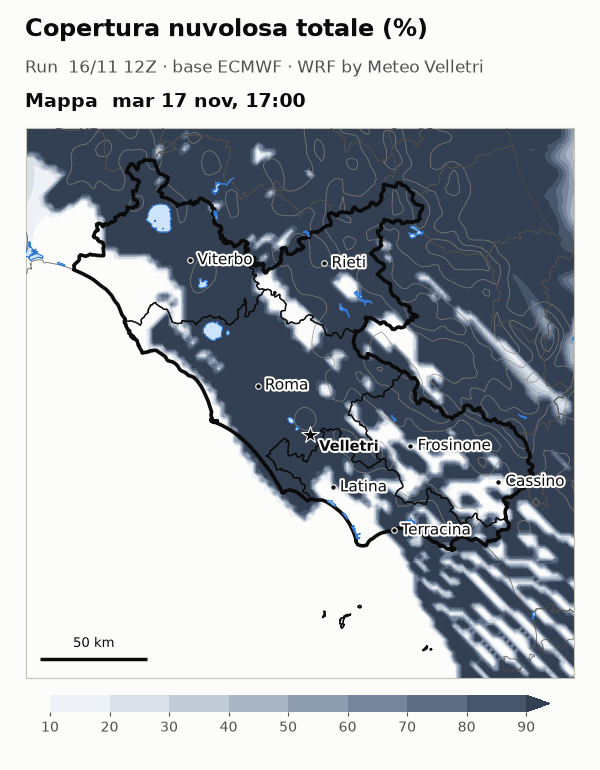 Copertura nuvolosa totale (%)
Run  16/11 12Z · base ECMWF · WRF by Meteo Velletri
Mappa  mar 17 nov, 17:00
Viterbo
Rieti
Roma
Velletri
Frosinone
Latina
Cassino
Terracina
50 km
10 20 30 40 50 60 70 80 90